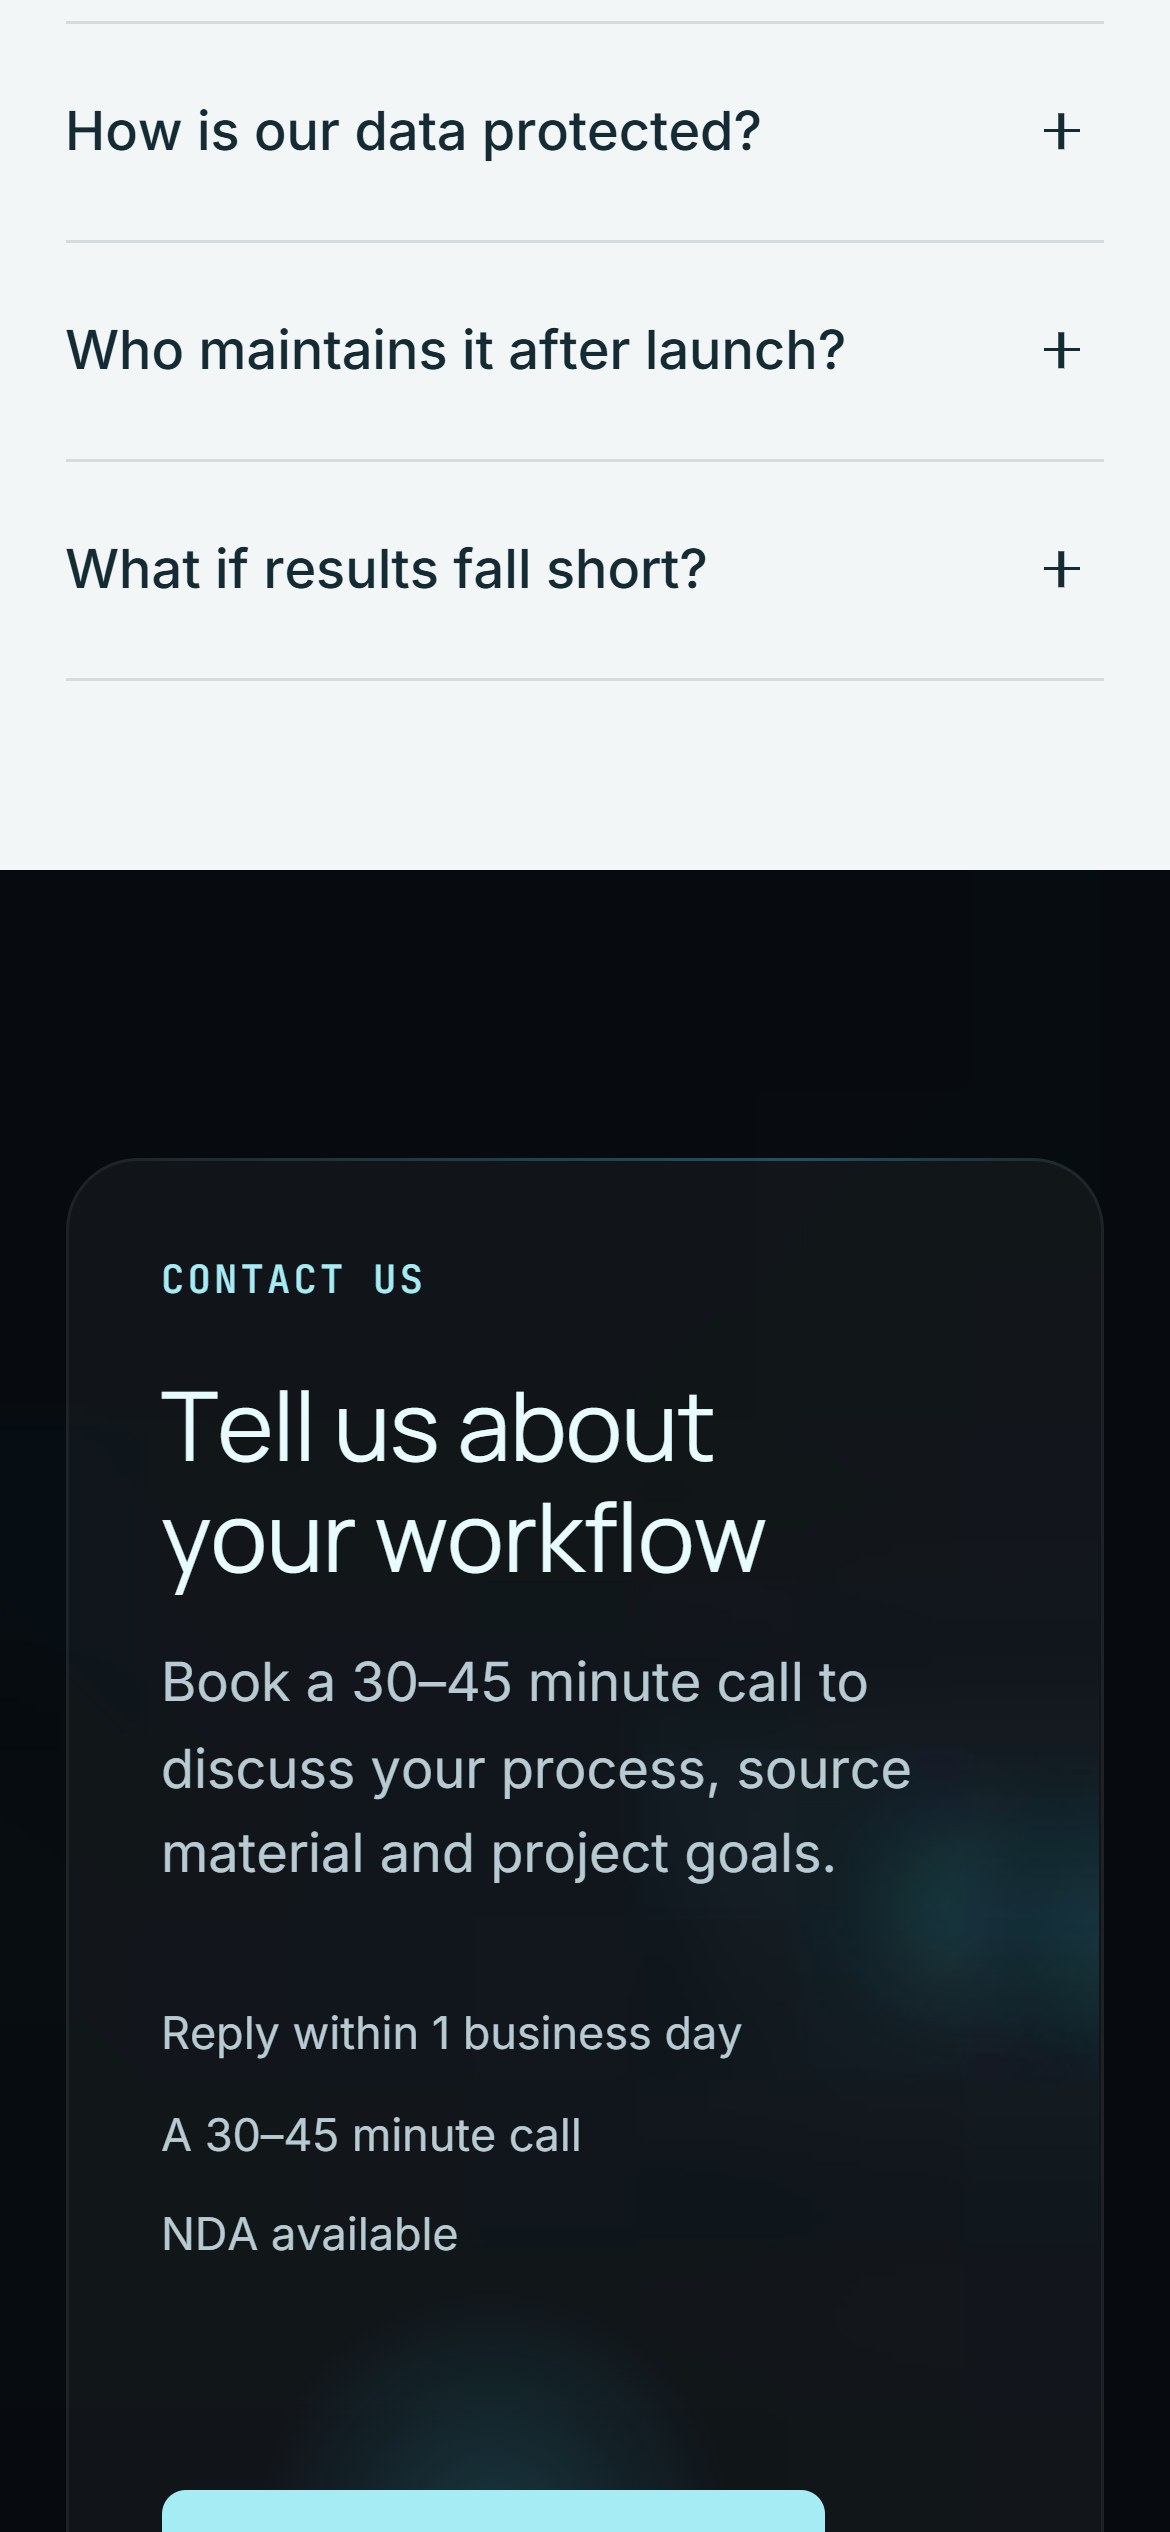 How is our data protected?
Who maintains it after launch?
What if results fall short?
CONTACT US
Tell us about
your workflow
Book a 30–45 minute call to
discuss your process, source
material and project goals.
Reply within 1 business day
A 30–45 minute call
NDA available